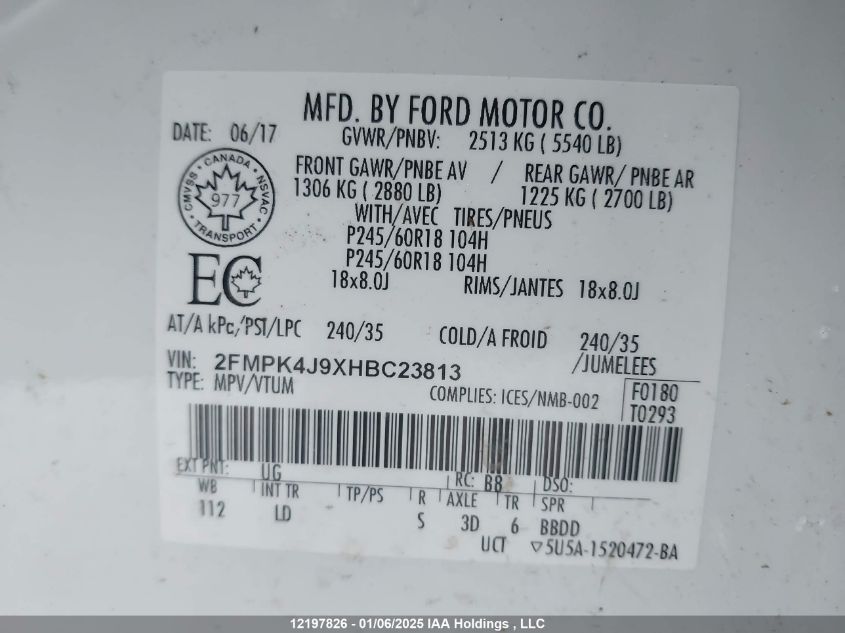 MFD. BY FORD MOTOR CO.
DATE: 06/17
GVWR/PNBV: 2513 KG ( 5540 LB)
FRONT GAWR/PNBE AV / REAR GAWR/ PNBE AR
1306 KG ( 2880 LB) 1225 KG ( 2700 LB)
CMVSS • CANADA • NSVAC
977
TRANSPORT
WITH/AVEC TIRES/PNEUS
P245/60R18 104H
P245/60R18 104H
EC
18x8.0J RIMS/JANTES 18x8.0J
AT/A kPc/PSI/LPC 240/35 COLD/A FROID 240/35
/JUMELEES
VIN: 2FMPK4J9XHBC23813
TYPE: MPV/VTUM
COMPLIES: ICES/NMB-002
F0180
T0293
EXT PNT: UG RC: B8 DSO:
WB INT TR TP/PS R AXLE TR SPR
112 LD S 3D 6 BBDD
UCT ▽5U5A-1520472-BA
12197826 - 01/06/2025 IAA Holdings , LLC